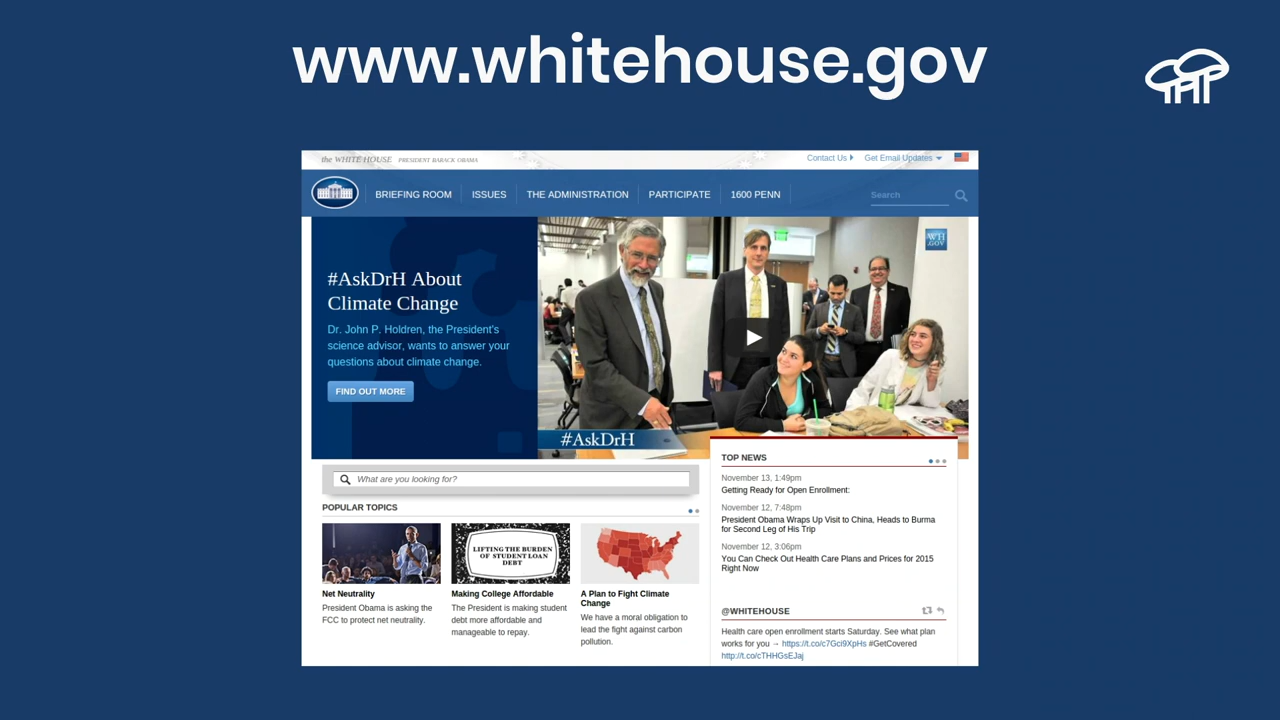 www.whitehouse.gov
the WHITE HOUSE PRESIDENT BARACK OBAMA
Contact Us
Get Email Updates
BRIEFING ROOM
ISSUES
THE ADMINISTRATION
PARTICIPATE
1600 PENN
Search
WH
.GOV
#AskDrH About
Climate Change
Dr. John P. Holdren, the President's
science advisor, wants to answer your
questions about climate change.
FIND OUT MORE
#AskDrH
What are you looking for?
POPULAR TOPICS
LIFTING THE BURDEN
OF STUDENT LOAN
DEBT
Net Neutrality
President Obama is asking the
FCC to protect net neutrality.
Making College Affordable
The President is making student
debt more affordable and
manageable to repay.
A Plan to Fight Climate
Change
We have a moral obligation to
lead the fight against carbon
pollution.
TOP NEWS
November 13, 1:49pm
Getting Ready for Open Enrollment:
November 12, 7:48pm
President Obama Wraps Up Visit to China, Heads to Burma
for Second Leg of His Trip
November 12, 3:06pm
You Can Check Out Health Care Plans and Prices for 2015
Right Now
@WHITEHOUSE
Health care open enrollment starts Saturday. See what plan
works for you → https://t.co/c7Gci9XpHs #GetCovered
http://t.co/cTHHGsEJaj